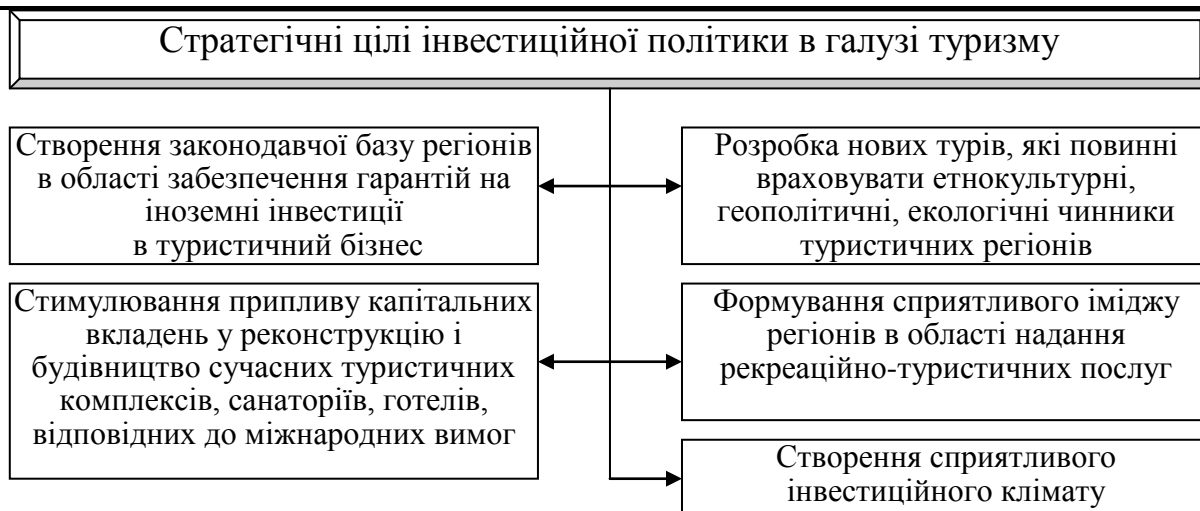 Стратегічні цілі інвестиційної політики в галузі туризму
Створення законодавчої базу регіонів
в області забезпечення гарантій на
іноземні інвестиції
в туристичний бізнес
Розробка нових турів, які повинні
враховувати етнокультурні,
геополітичні, екологічні чинники
туристичних регіонів
Стимулювання припливу капітальних
вкладень у реконструкцію і
будівництво сучасних туристичних
комплексів, санаторіїв, готелів,
відповідних до міжнародних вимог
Формування сприятливого іміджу
регіонів в області надання
рекреаційно-туристичних послуг
Створення сприятливого
інвестиційного клімату